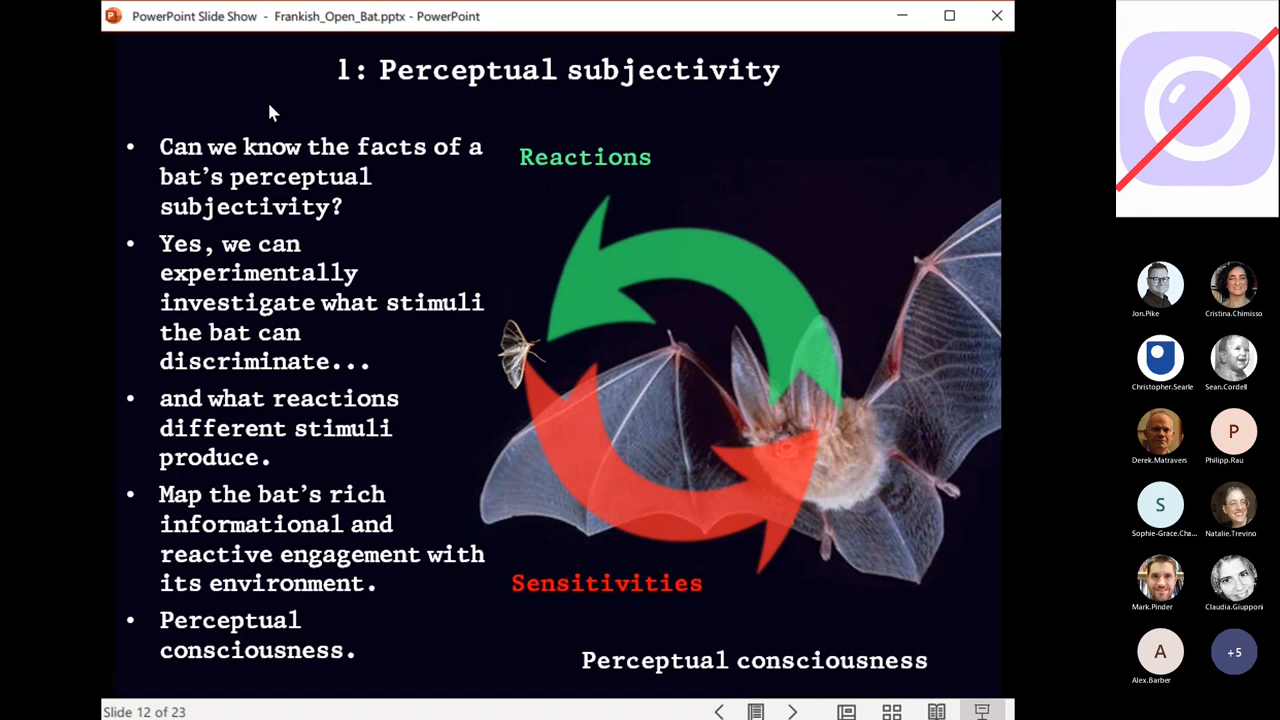 PowerPoint Slide Show - Frankish_Open_Bat.pptx - PowerPoint
1: Perceptual subjectivity
• Can we know the facts of a
bat's perceptual
subjectivity?
• Yes, we can
experimentally
investigate what stimuli
the bat can
discriminate...
• and what reactions
different stimuli
produce.
• Map the bat's rich
informational and
reactive engagement with
its environment.
• Perceptual
consciousness.
Reactions
Sensitivities
Perceptual consciousness
Slide 12 of 23
Jon.Pike
Cristina.Chimisso
Christopher.Searle
Sean.Cordell
Derek.Matravers
P
Philipp.Rau
S
Sophie-Grace.Cha...
Natalie.Trevino
Mark.Pinder
Claudia.Giupponi
A
Alex.Barber
+5